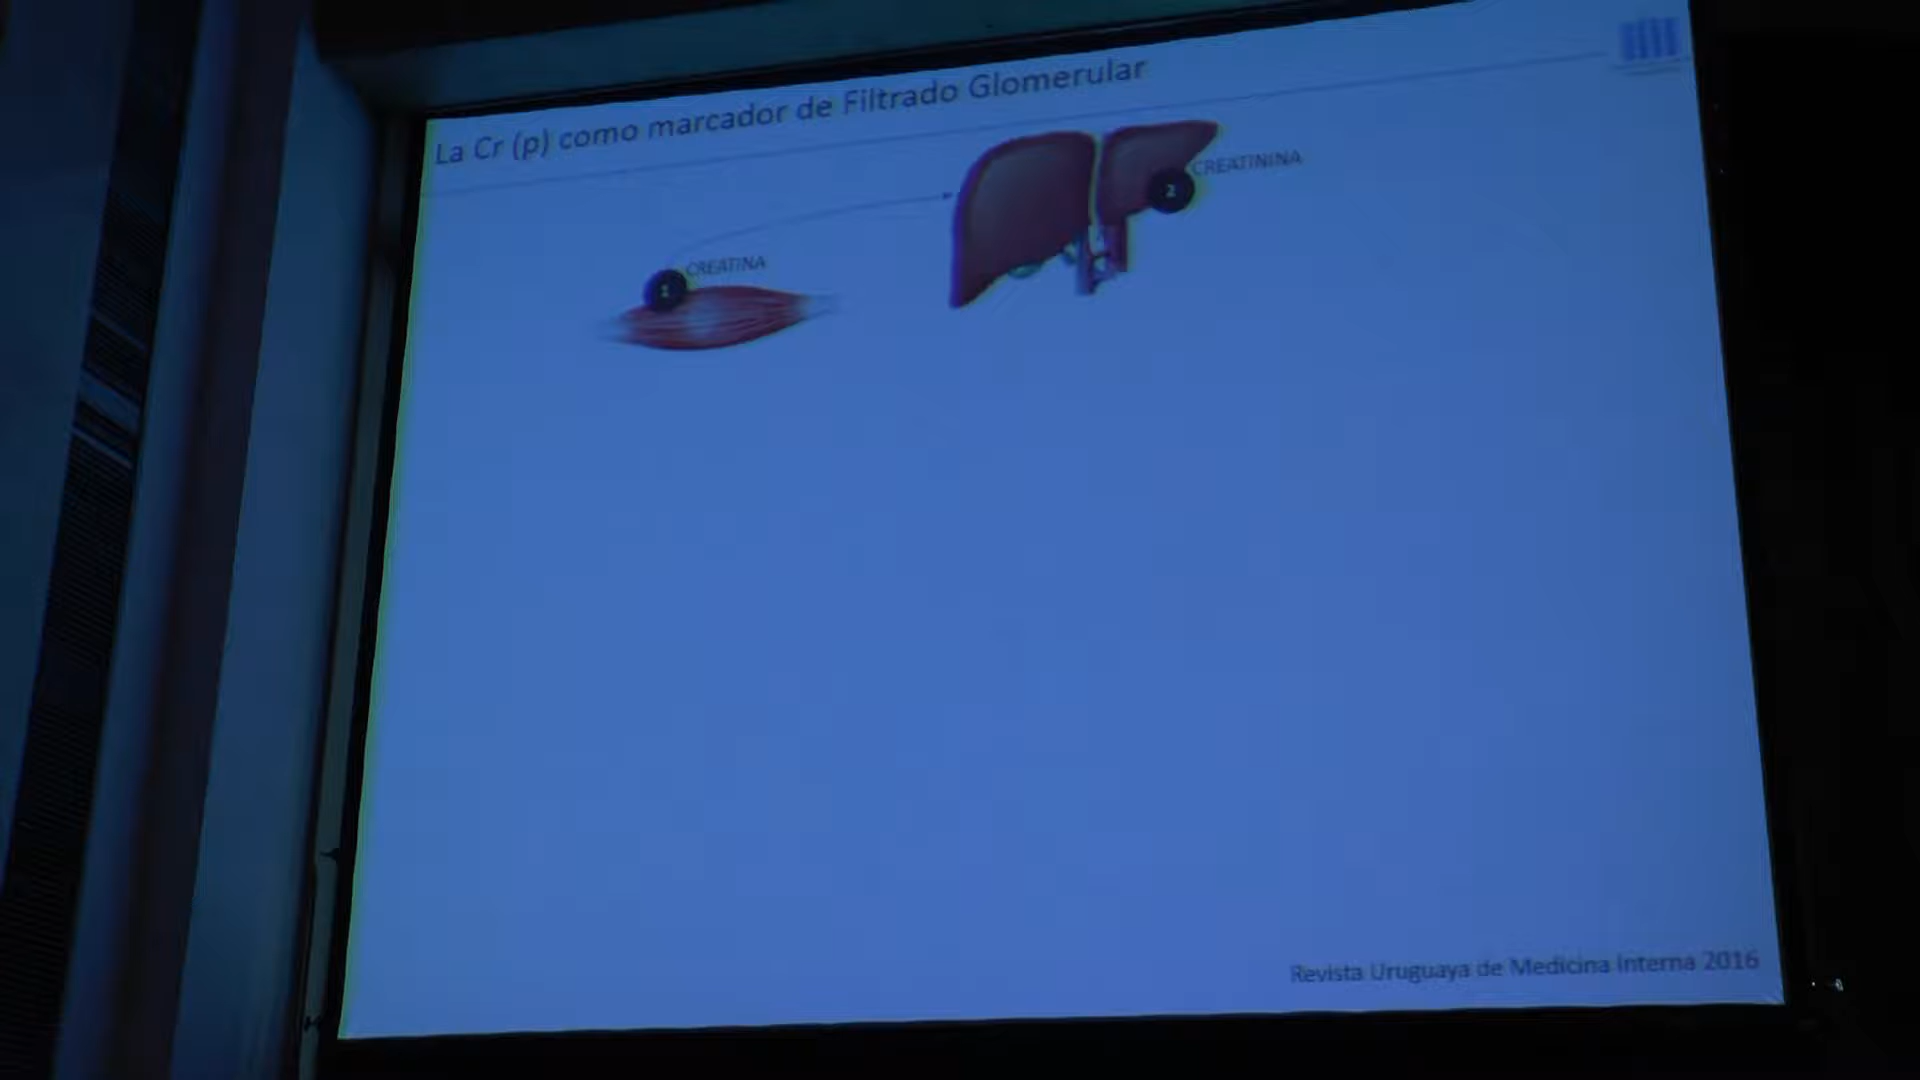 La Cr (p) como marcador de Filtrado Glomerular
2
CREATININA
1
CREATINA
Revista Uruguaya de Medicina Interna 2016